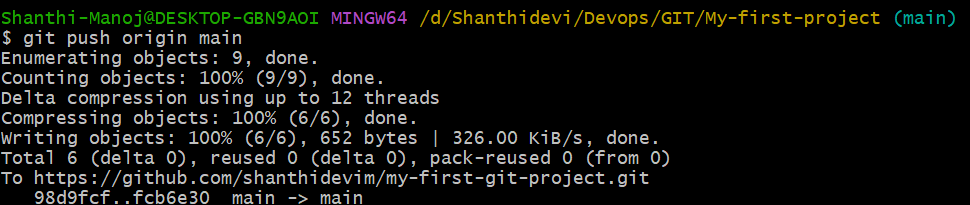 Shanthi-Manoj@DESKTOP-GBN9AOI MINGW64 /d/Shanthidevi/Devops/GIT/My-first-project (main)
$ git push origin main
Enumerating objects: 9, done.
Counting objects: 100% (9/9), done.
Delta compression using up to 12 threads
Compressing objects: 100% (6/6), done.
Writing objects: 100% (6/6), 652 bytes | 326.00 KiB/s, done.
Total 6 (delta 0), reused 0 (delta 0), pack-reused 0 (from 0)
To https://github.com/shanthidevim/my-first-git-project.git
   98d9fcf..fcb6e30  main -> main